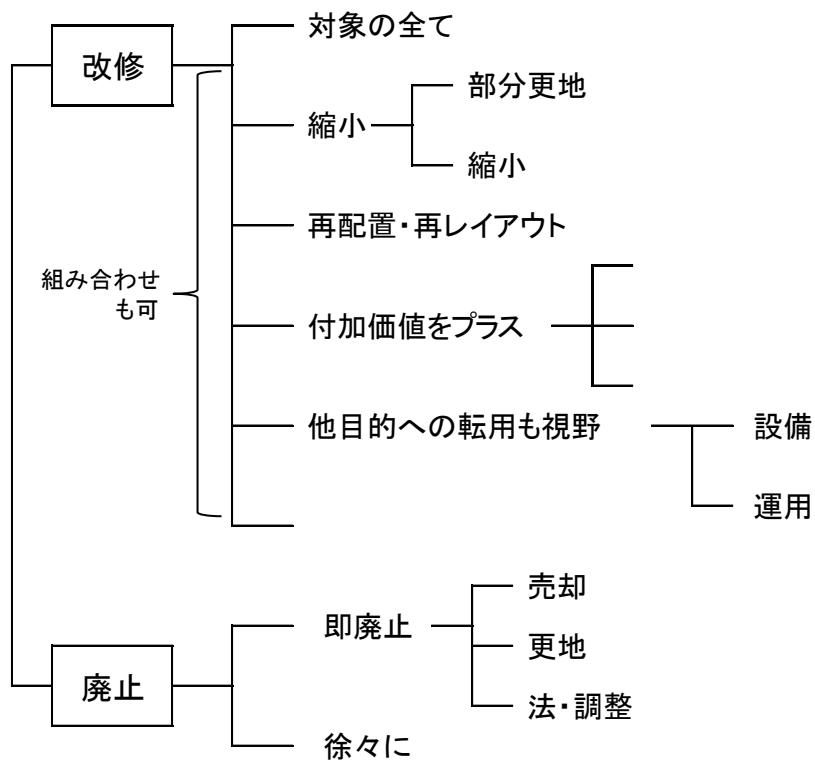 対象の全て
改修
部分更地
縮小
縮小
再配置・再レイアウト
組み合わせ
も可
付加価値をプラス
他目的への転用も視野
設備
運用
売却
即廃止
更地
廃止
法・調整
徐々に